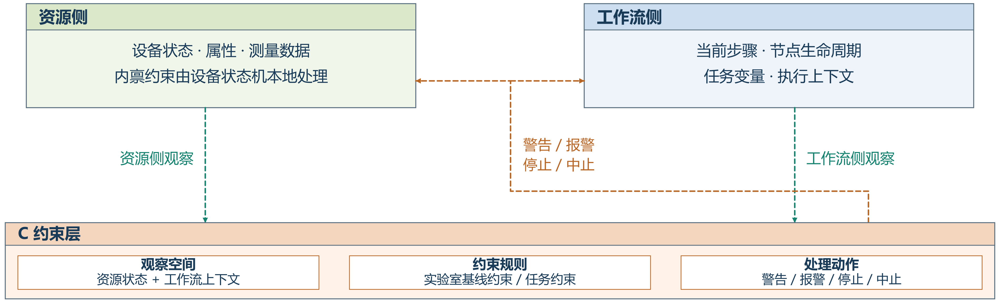 资源侧
设备状态 · 属性 · 测量数据
内禀约束由设备状态机本地处理
工作流侧
当前步骤 · 节点生命周期
任务变量 · 执行上下文
资源侧观察
警告 / 报警
停止 / 中止
工作流侧观察
C 约束层
观察空间
资源状态 + 工作流上下文
约束规则
实验室基线约束 / 任务约束
处理动作
警告 / 报警 / 停止 / 中止